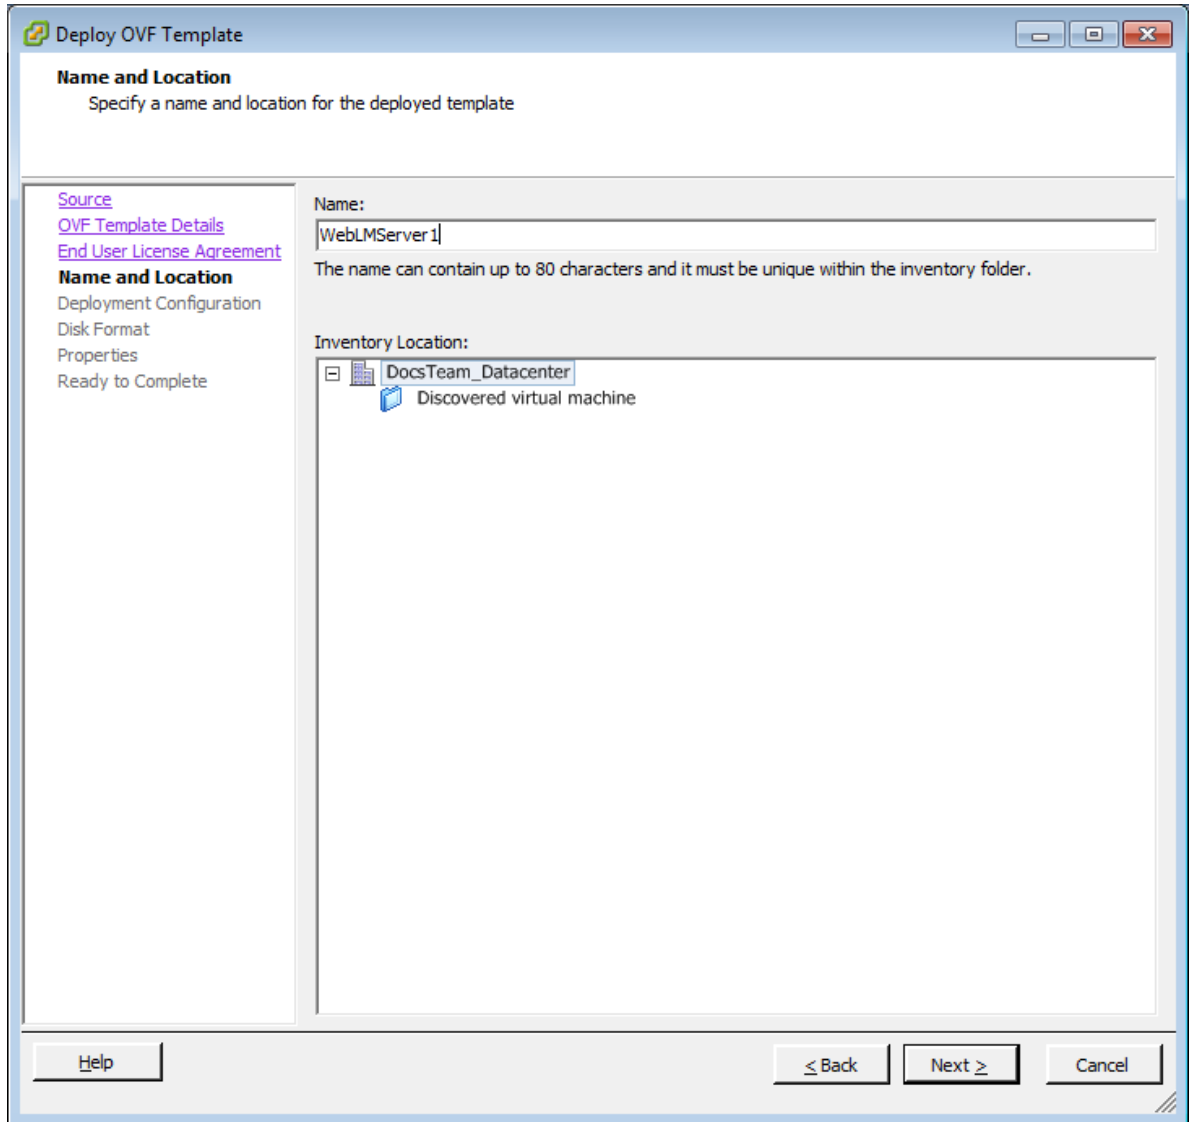 Deploy OVF Template
Name and Location
Specify a name and location for the deployed template
Source
OVF Template Details
End User License Agreement
Name and Location
Deployment Configuration
Disk Format
Properties
Ready to Complete
Name:
WebLMServer1
The name can contain up to 80 characters and it must be unique within the inventory folder.
Inventory Location:
DocsTeam_Datacenter
Discovered virtual machine
Help
< Back
Next >
Cancel